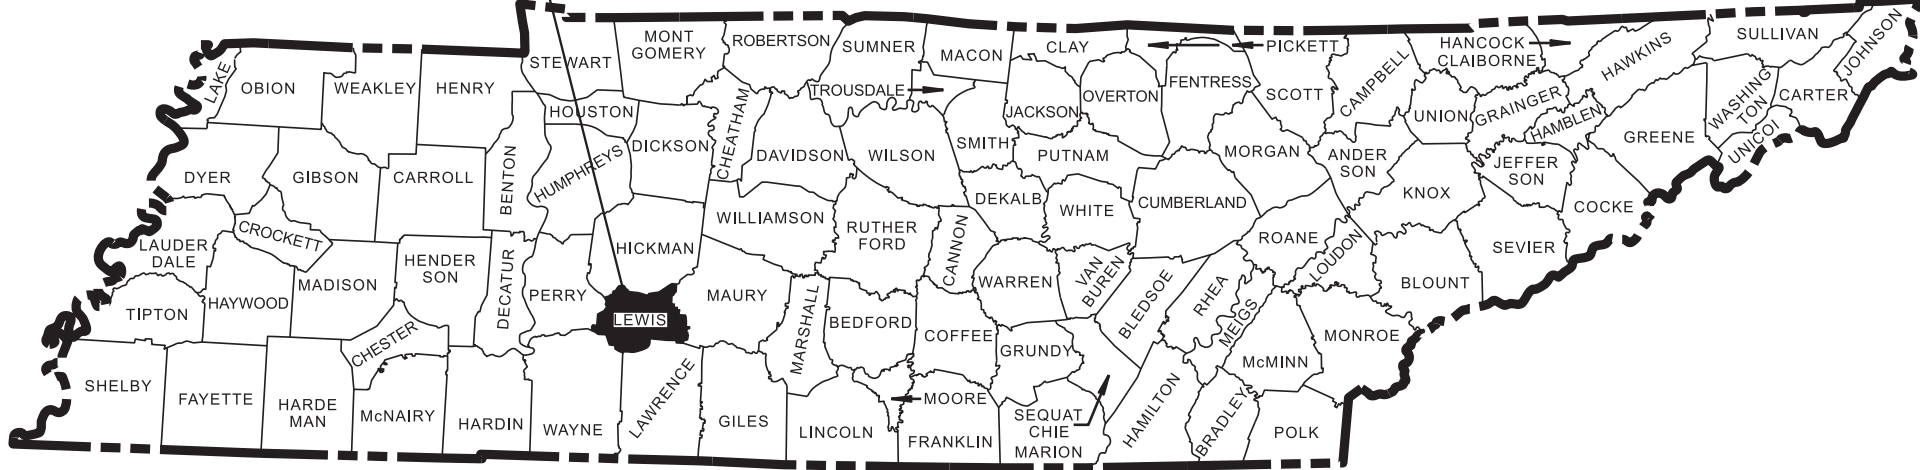 LAKE
OBION
WEAKLEY
HENRY
STEWART
MONT
GOMERY
ROBERTSON
SUMNER
MACON
CLAY
PICKETT
HANCOCK
CLAIBORNE
HAWKINS
SULLIVAN
JOHNSON
HOUSTON
TROUSDALE
JACKSON
OVERTON
FENTRESS
SCOTT
CAMPBELL
UNION
GRAINGER
HAMBLEN
WASHING
TON
CARTER
UNICOI
GREENE
DYER
GIBSON
CARROLL
BENTON
HUMPHREYS
DICKSON
CHEATHAM
DAVIDSON
WILSON
SMITH
PUTNAM
MORGAN
ANDER
SON
KNOX
JEFFER
SON
COCKE
LAUDER
DALE
CROCKETT
HENDER
SON
DECATUR
HICKMAN
WILLIAMSON
RUTHER
FORD
CANNON
DEKALB
WHITE
CUMBERLAND
ROANE
LOUDON
SEVIER
BLOUNT
TIPTON
HAYWOOD
MADISON
CHESTER
PERRY
LEWIS
MAURY
MARSHALL
BEDFORD
COFFEE
WARREN
VAN
BUREN
BLEDSOE
RHEA
MEIGS
MONROE
McMINN
GRUNDY
SHELBY
FAYETTE
HARDE
MAN
McNAIRY
HARDIN
WAYNE
LAWRENCE
GILES
LINCOLN
MOORE
FRANKLIN
SEQUAT
CHIE
MARION
HAMILTON
BRADLEY
POLK